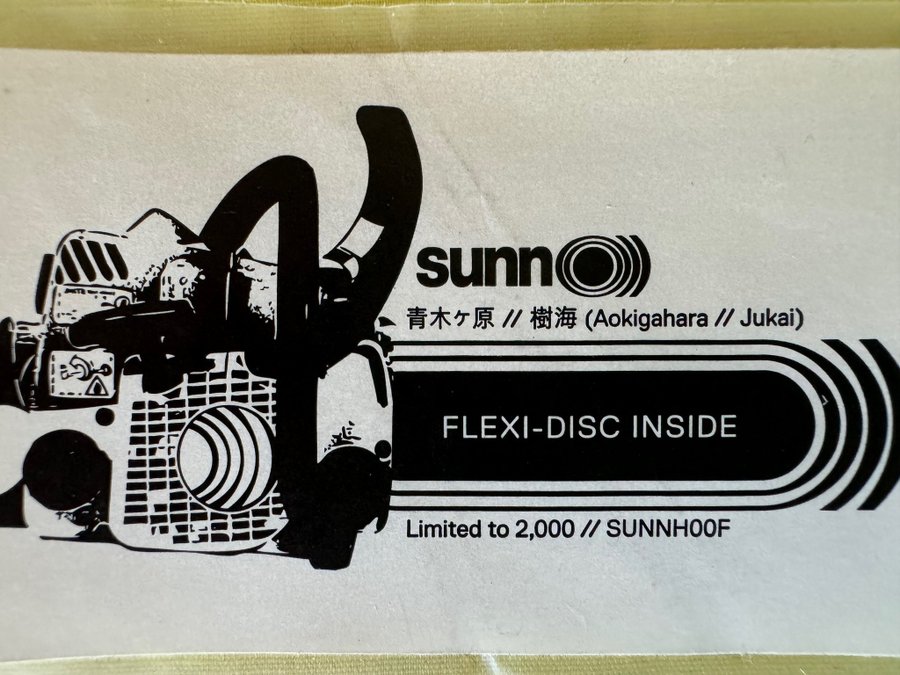 sunn O)))
青木ヶ原 // 樹海 (Aokigahara // Jukai)
FLEXI-DISC INSIDE
Limited to 2,000 // SUNNH00F